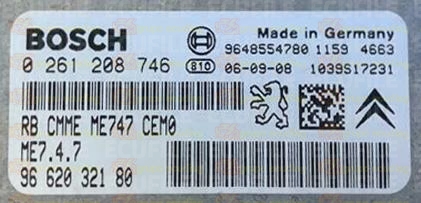 BOSCH
Made in Germany
9648554780 1159 4663
0 261 208 746
810
06-09-08 1039S17231
RB CMME ME747 CEM0
ME7.4.7
96 620 321 80